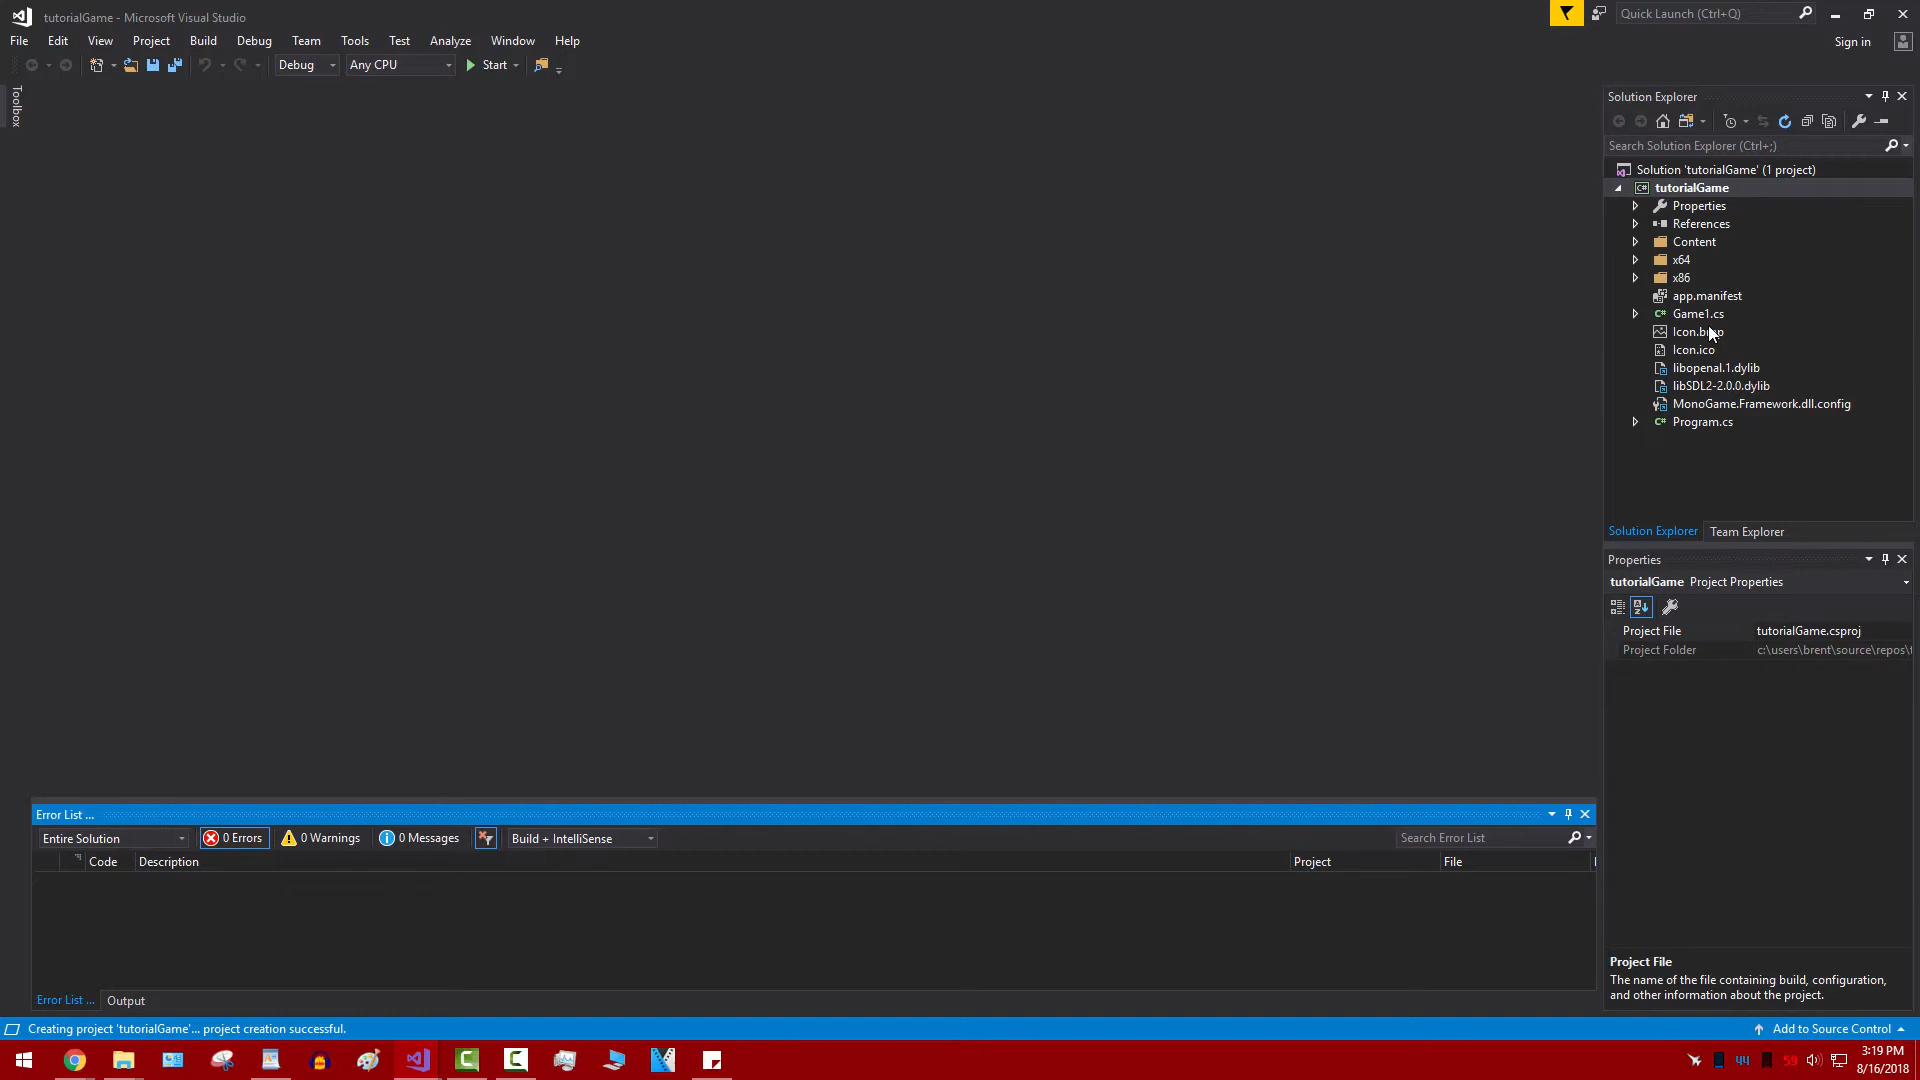 tutorialGame - Microsoft Visual Studio
Quick Launch (Ctrl+Q)
File Edit View Project Build Debug Team Tools Test Analyze Window Help
Sign in
Debug Any CPU Start
Toolbox
Solution Explorer
Search Solution Explorer (Ctrl+;)
Solution 'tutorialGame' (1 project)
tutorialGame
Properties
References
Content
x64
x86
app.manifest
Game1.cs
Icon.bmp
Icon.ico
libopenal.1.dylib
libSDL2-2.0.0.dylib
MonoGame.Framework.dll.config
Program.cs
Solution Explorer Team Explorer
Properties
tutorialGame Project Properties
Project File tutorialGame.csproj
Project Folder c:\users\brent\source\repos\t
Project File
The name of the file containing build, configuration,
and other information about the project.
Error List ...
Entire Solution 0 Errors 0 Warnings 0 Messages Build + IntelliSense Search Error List
Code Description Project File
Error List ... Output
Creating project 'tutorialGame'... project creation successful. Add to Source Control
44 59
3:19 PM
8/16/2018